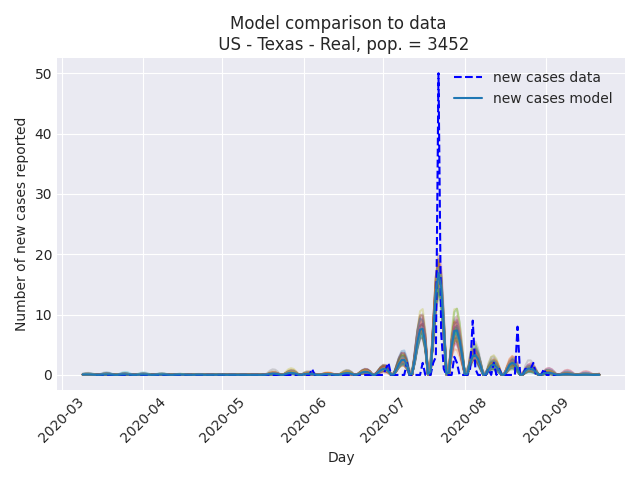 Model comparison to data
US - Texas - Real, pop. = 3452
Number of new cases reported
50
40
30
20
10
0
new cases data
new cases model
2020-03
2020-04
2020-05
2020-06
2020-07
2020-08
2020-09
Day